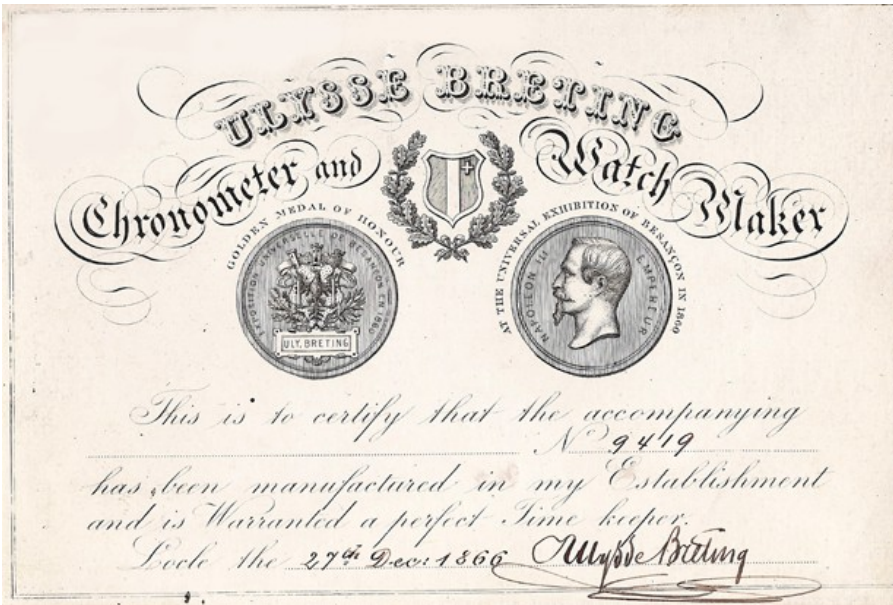 ULYSSE BRETING
Chronometer and Watch Maker
GOLDEN MEDAL OF HONOUR
EXPOSITION UNIVERSELLE DE BESANÇON EN 1860
ULY. BRETING
AT THE UNIVERSAL EXHIBITION OF BESANÇON IN 1860
NAPOLEON III EMPEREUR
This is to certify that the accompanying
Nº 9419
has been manufactured in my Establishment
and is Warranted a perfect Time keeper.
Locle the 27th Dec: 1866 Ulysse Breting